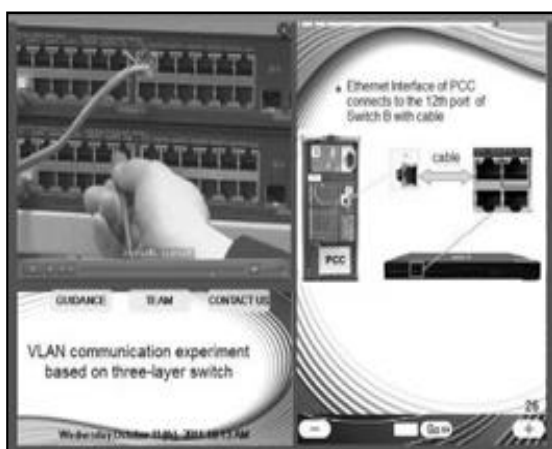 GUIDANCE TEAM CONTACT US
VLAN communication experiment
based on three-layer switch
Ethernet Interface of PCC
connects to the 12th port of
Switch B with cable
cable
PCC
26
Go